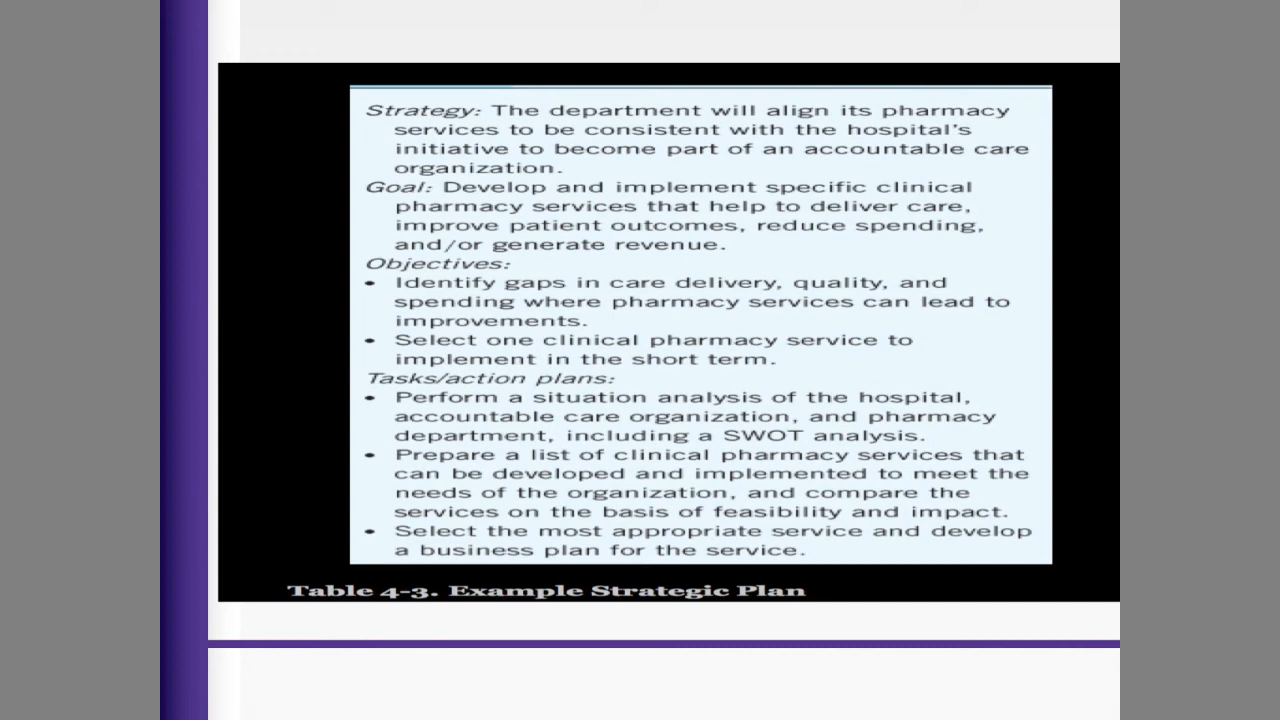 Strategy: The department will align its pharmacy
services to be consistent with the hospital's
initiative to become part of an accountable care
organization.
Goal: Develop and implement specific clinical
pharmacy services that help to deliver care,
improve patient outcomes, reduce spending,
and/or generate revenue.
Objectives:
• Identify gaps in care delivery, quality, and
spending where pharmacy services can lead to
improvements.
• Select one clinical pharmacy service to
implement in the short term.
Tasks/action plans:
• Perform a situation analysis of the hospital,
accountable care organization, and pharmacy
department, including a SWOT analysis.
• Prepare a list of clinical pharmacy services that
can be developed and implemented to meet the
needs of the organization, and compare the
services on the basis of feasibility and impact.
• Select the most appropriate service and develop
a business plan for the service.
Table 4-3. Example Strategic Plan